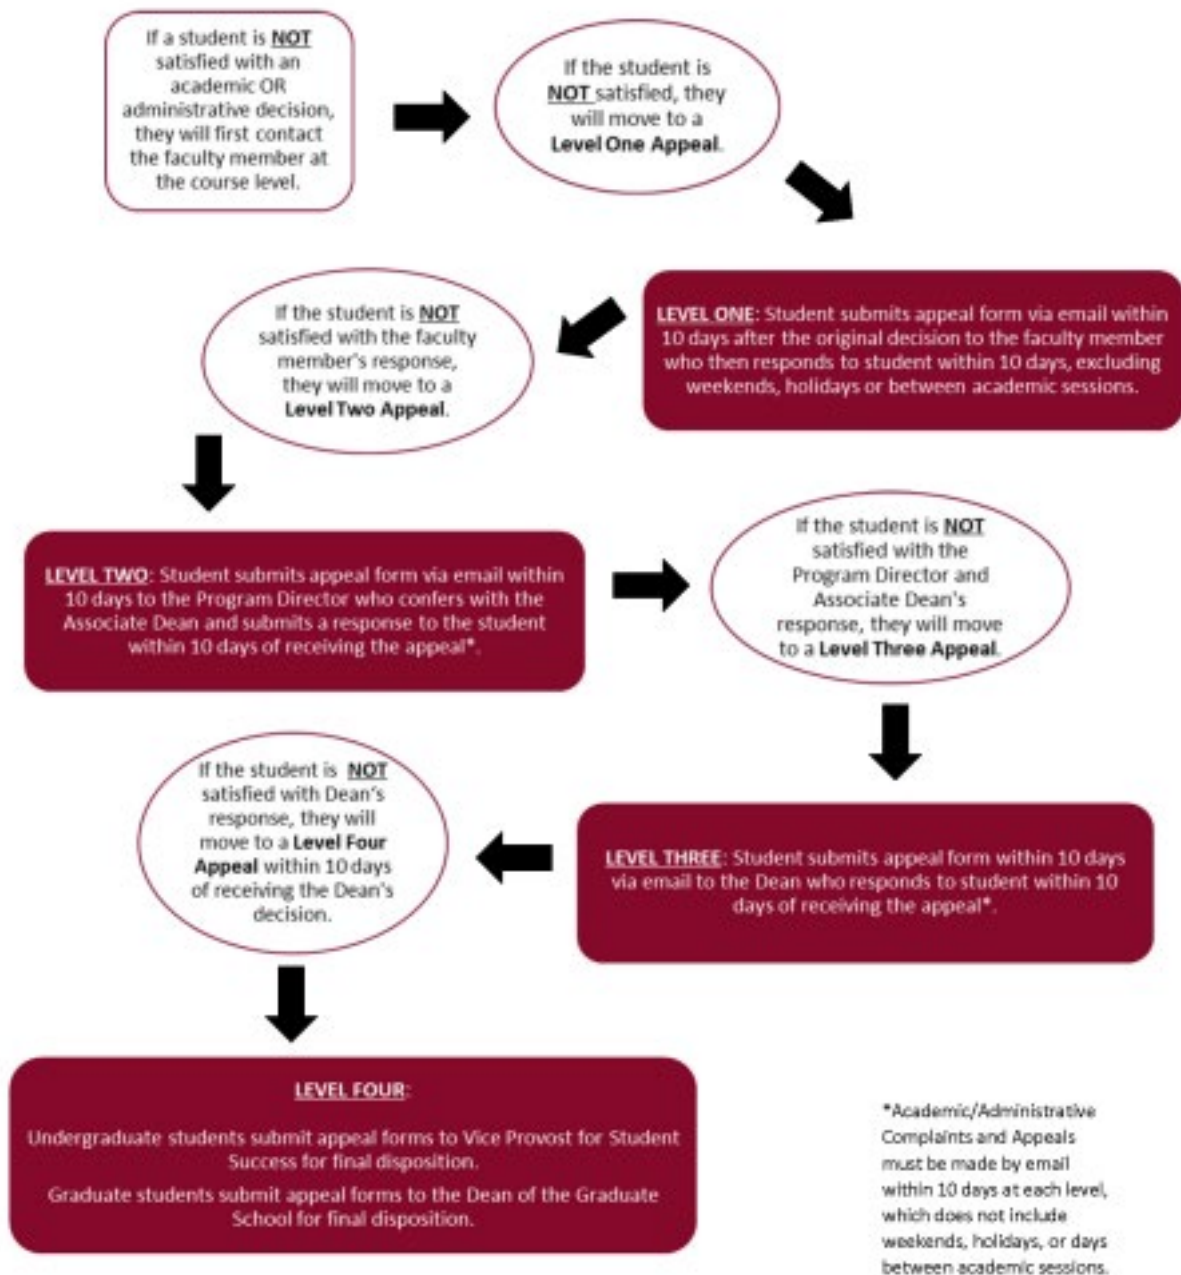 If a student is NOT
satisfied with an
academic OR
administrative decision,
they will first contact
the faculty member at
the course level.
If the student is
NOT satisfied, they
will move to a
Level One Appeal.
LEVEL ONE: Student submits appeal form via email within
10 days after the original decision to the faculty member
who then responds to student within 10 days, excluding
weekends, holidays or between academic sessions.
If the student is NOT
satisfied with the faculty
member's response,
they will move to a
Level Two Appeal.
LEVEL TWO: Student submits appeal form via email within
10 days to the Program Director who confers with the
Associate Dean and submits a response to the student
within 10 days of receiving the appeal*.
If the student is NOT
satisfied with the
Program Director and
Associate Dean's
response, they will move
to a Level Three Appeal.
LEVEL THREE: Student submits appeal form within 10 days
via email to the Dean who responds to student within 10
days of receiving the appeal*.
If the student is NOT
satisfied with Dean's
response, they will
move to a Level Four
Appeal within 10 days
of receiving the Dean's
decision.
LEVEL FOUR:
Undergraduate students submit appeal forms to Vice Provost for Student
Success for final disposition.
Graduate students submit appeal forms to the Dean of the Graduate
School for final disposition.
*Academic/Administrative
Complaints and Appeals
must be made by email
within 10 days at each level,
which does not include
weekends, holidays, or days
between academic sessions.